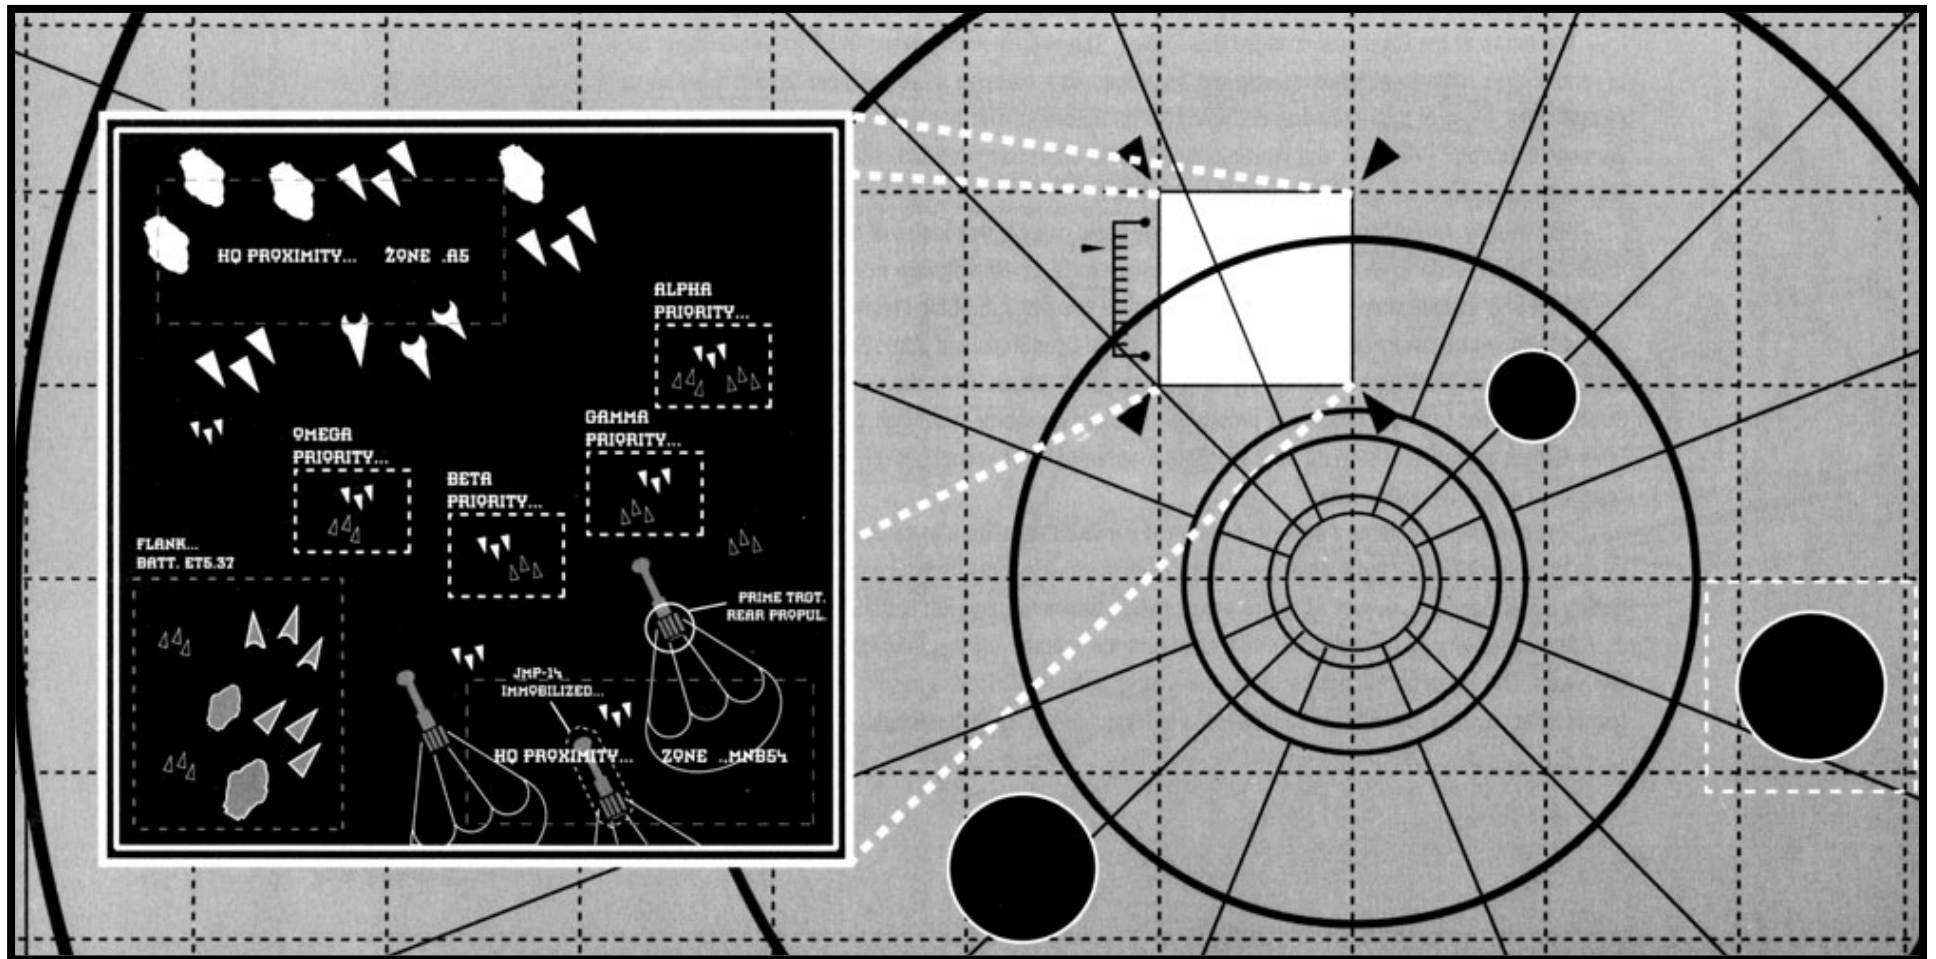 HQ PROXIMITY... ZONE .A5
ALPHA
PRIORITY...
GAMMA
PRIORITY...
OMEGA
PRIORITY...
BETA
PRIORITY...
FLANK...
BATT. ET5.37
PRIME TRGT.
REAR PROPUL.
JMP-14
IMMOBILIZED...
HQ PROXIMITY... ZONE ..MNB54